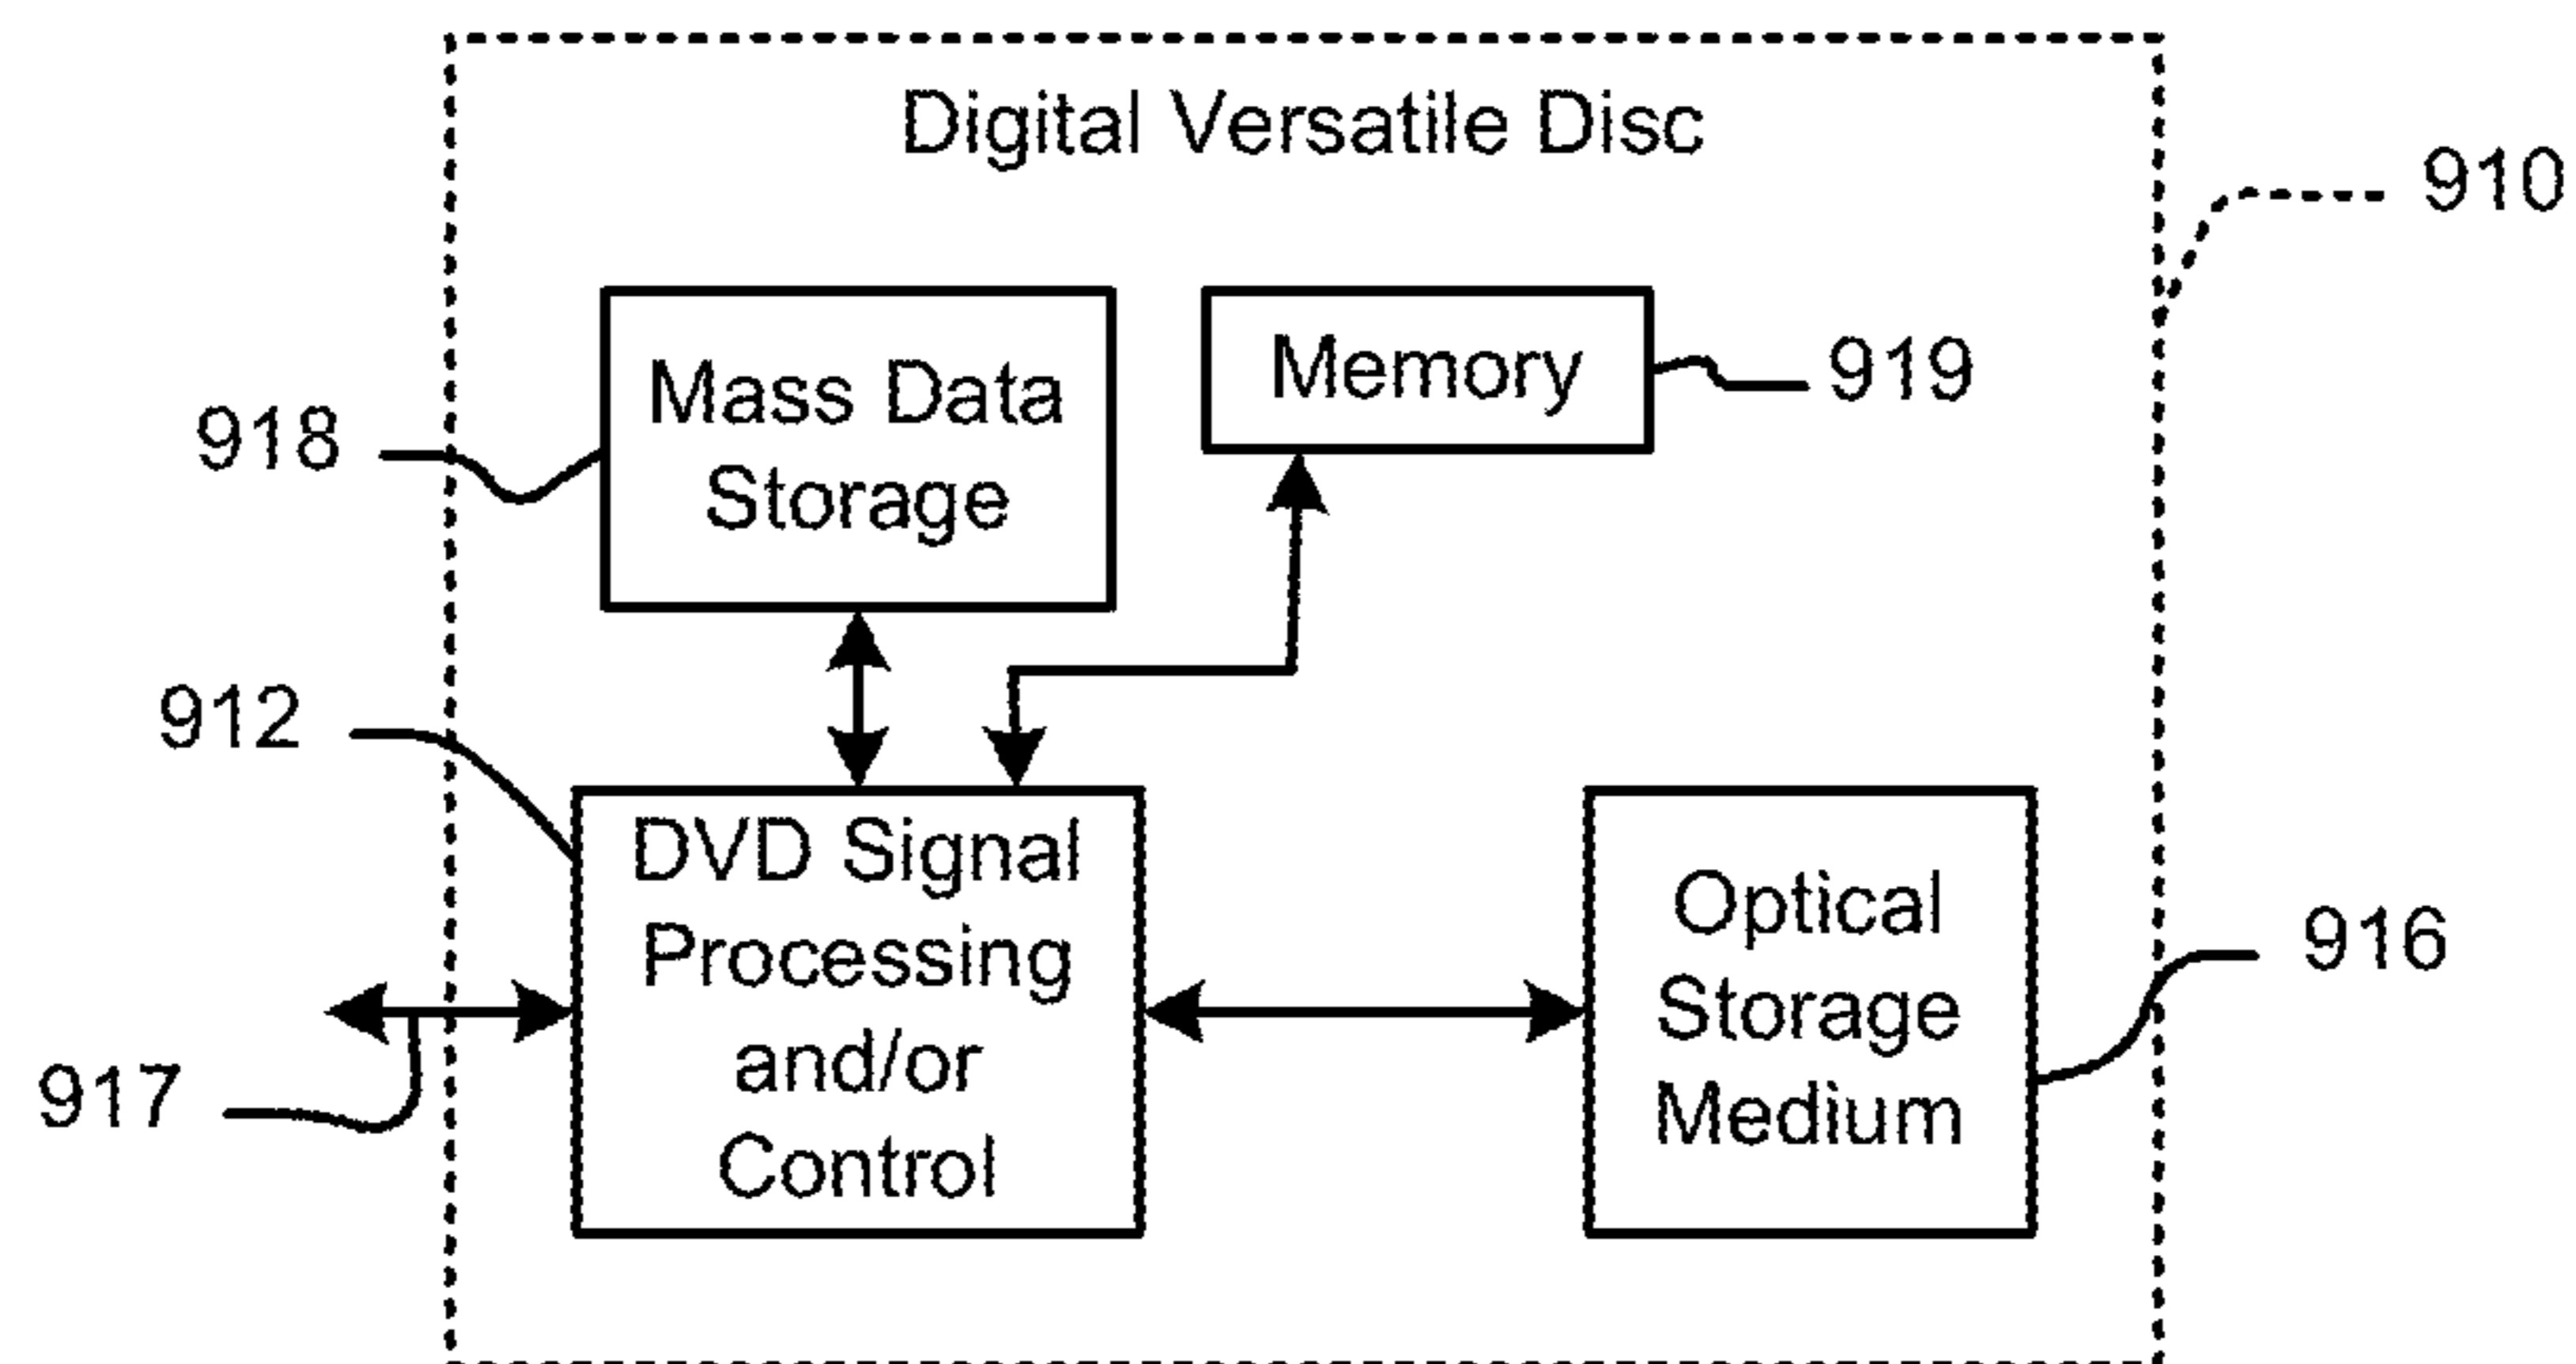 Digital Versatile Disc
910
Mass Data
Storage
918
Memory
919
912
DVD Signal
Processing
and/or
Control
Optical
Storage
Medium
916
917